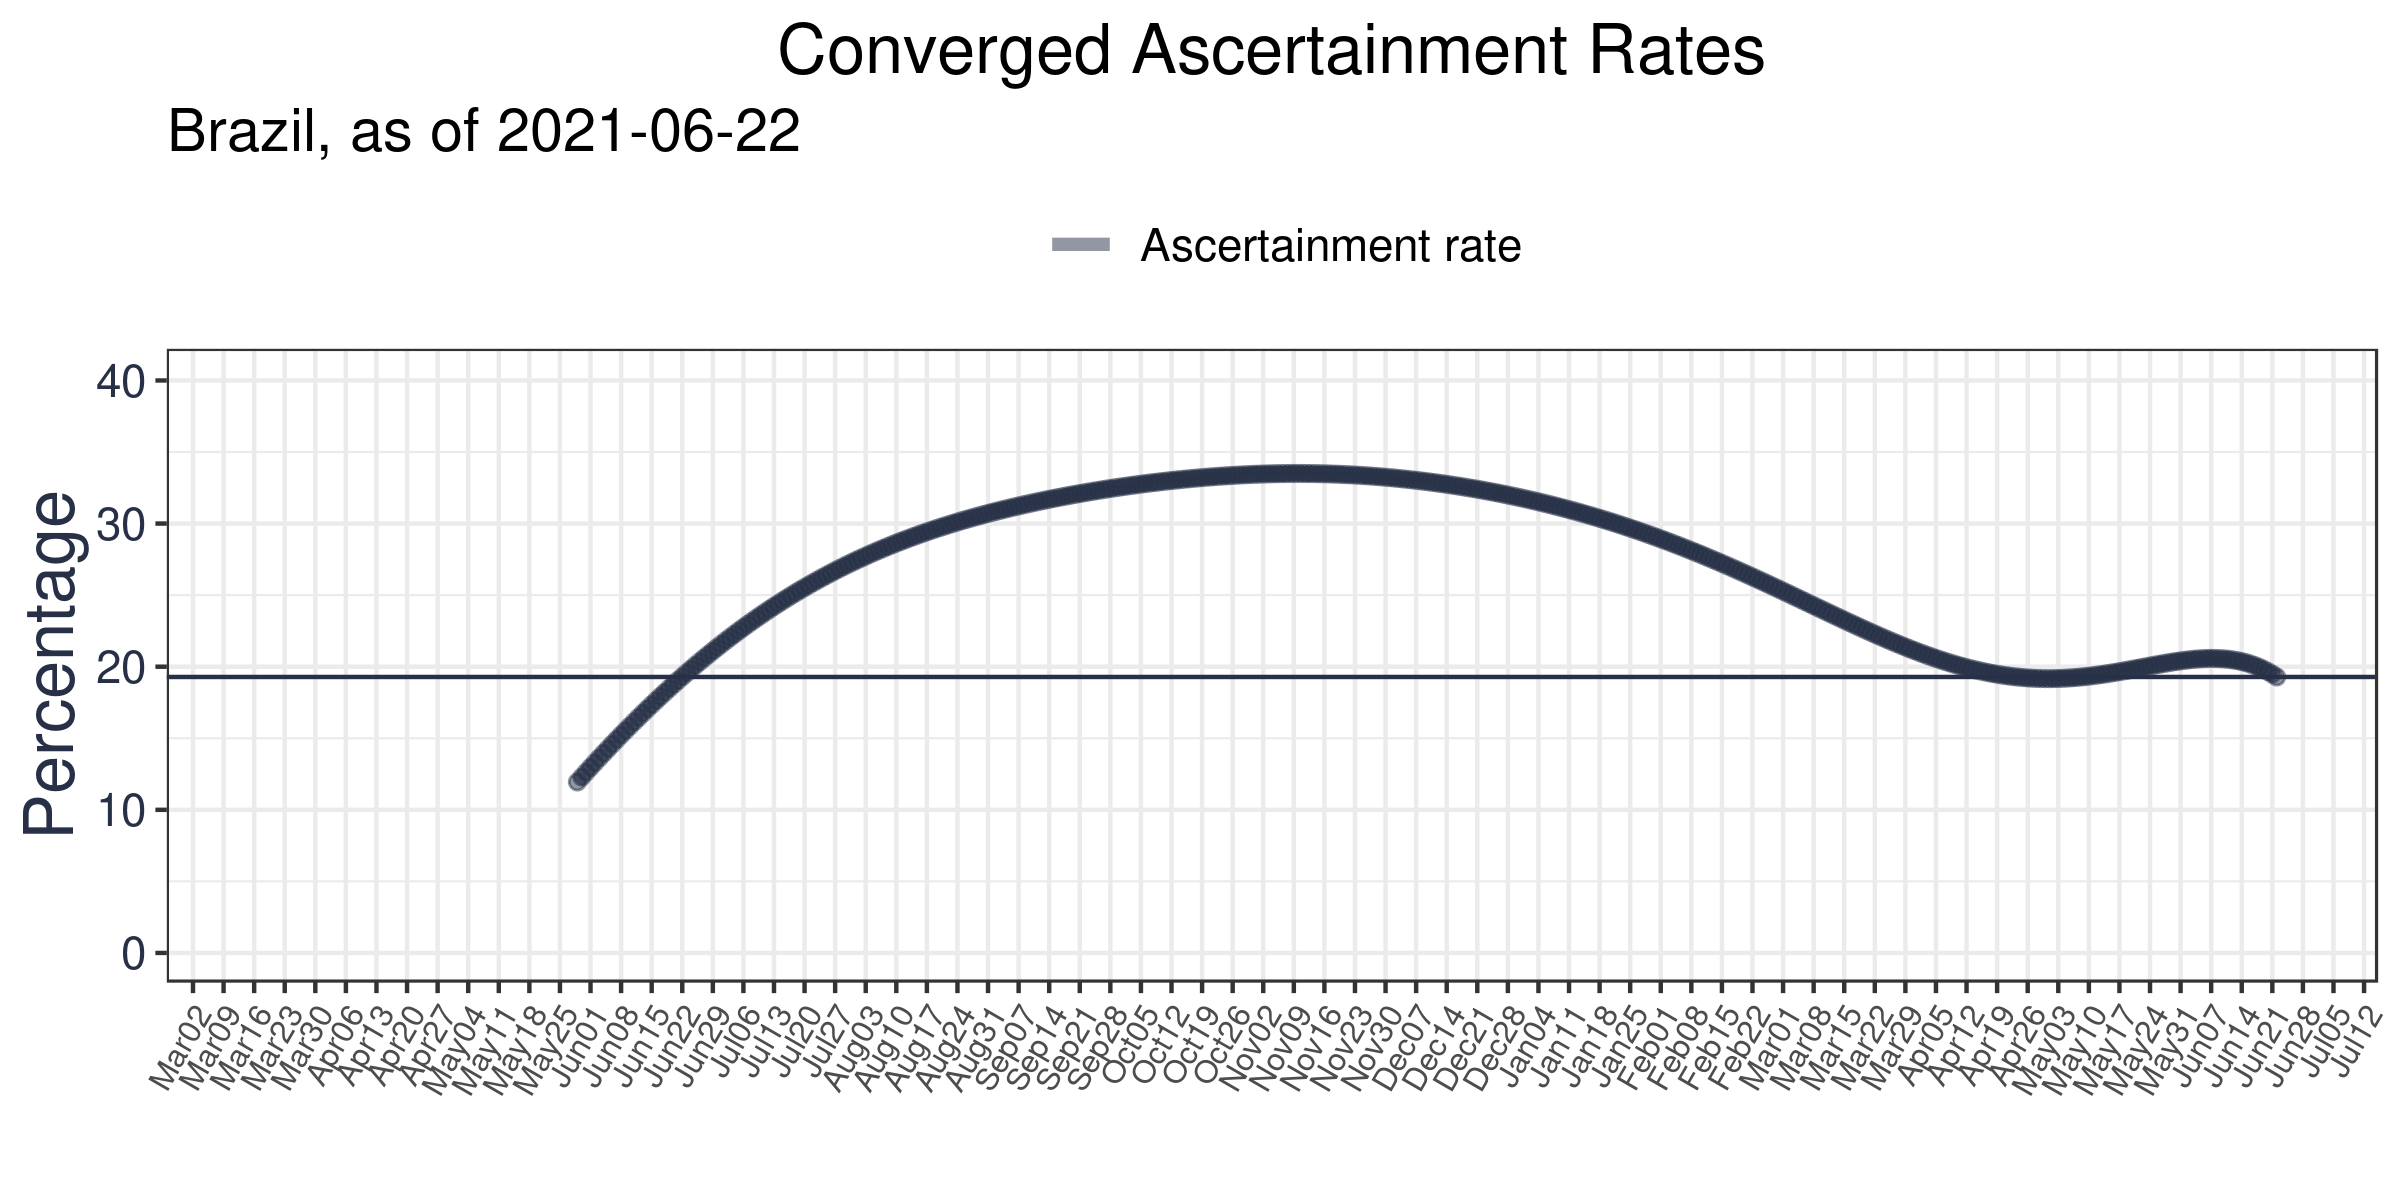 Converged Ascertainment Rates
Brazil, as of 2021-06-22
Ascertainment rate
Percentage
40
30
20
10
0
Mar02
Mar09
Mar16
Mar23
Mar30
Apr06
Apr13
Apr20
Apr27
May04
May11
May18
May25
Jun01
Jun08
Jun15
Jun22
Jun29
Jul06
Jul13
Jul20
Jul27
Aug03
Aug10
Aug17
Aug24
Aug31
Sep07
Sep14
Sep21
Sep28
Oct05
Oct12
Oct19
Oct26
Nov02
Nov09
Nov16
Nov23
Nov30
Dec07
Dec14
Dec21
Dec28
Jan04
Jan11
Jan18
Jan25
Feb01
Feb08
Feb15
Feb22
Mar01
Mar08
Mar15
Mar22
Mar29
Apr05
Apr12
Apr19
Apr26
May03
May10
May17
May24
May31
Jun07
Jun14
Jun21
Jun28
Jul05
Jul12